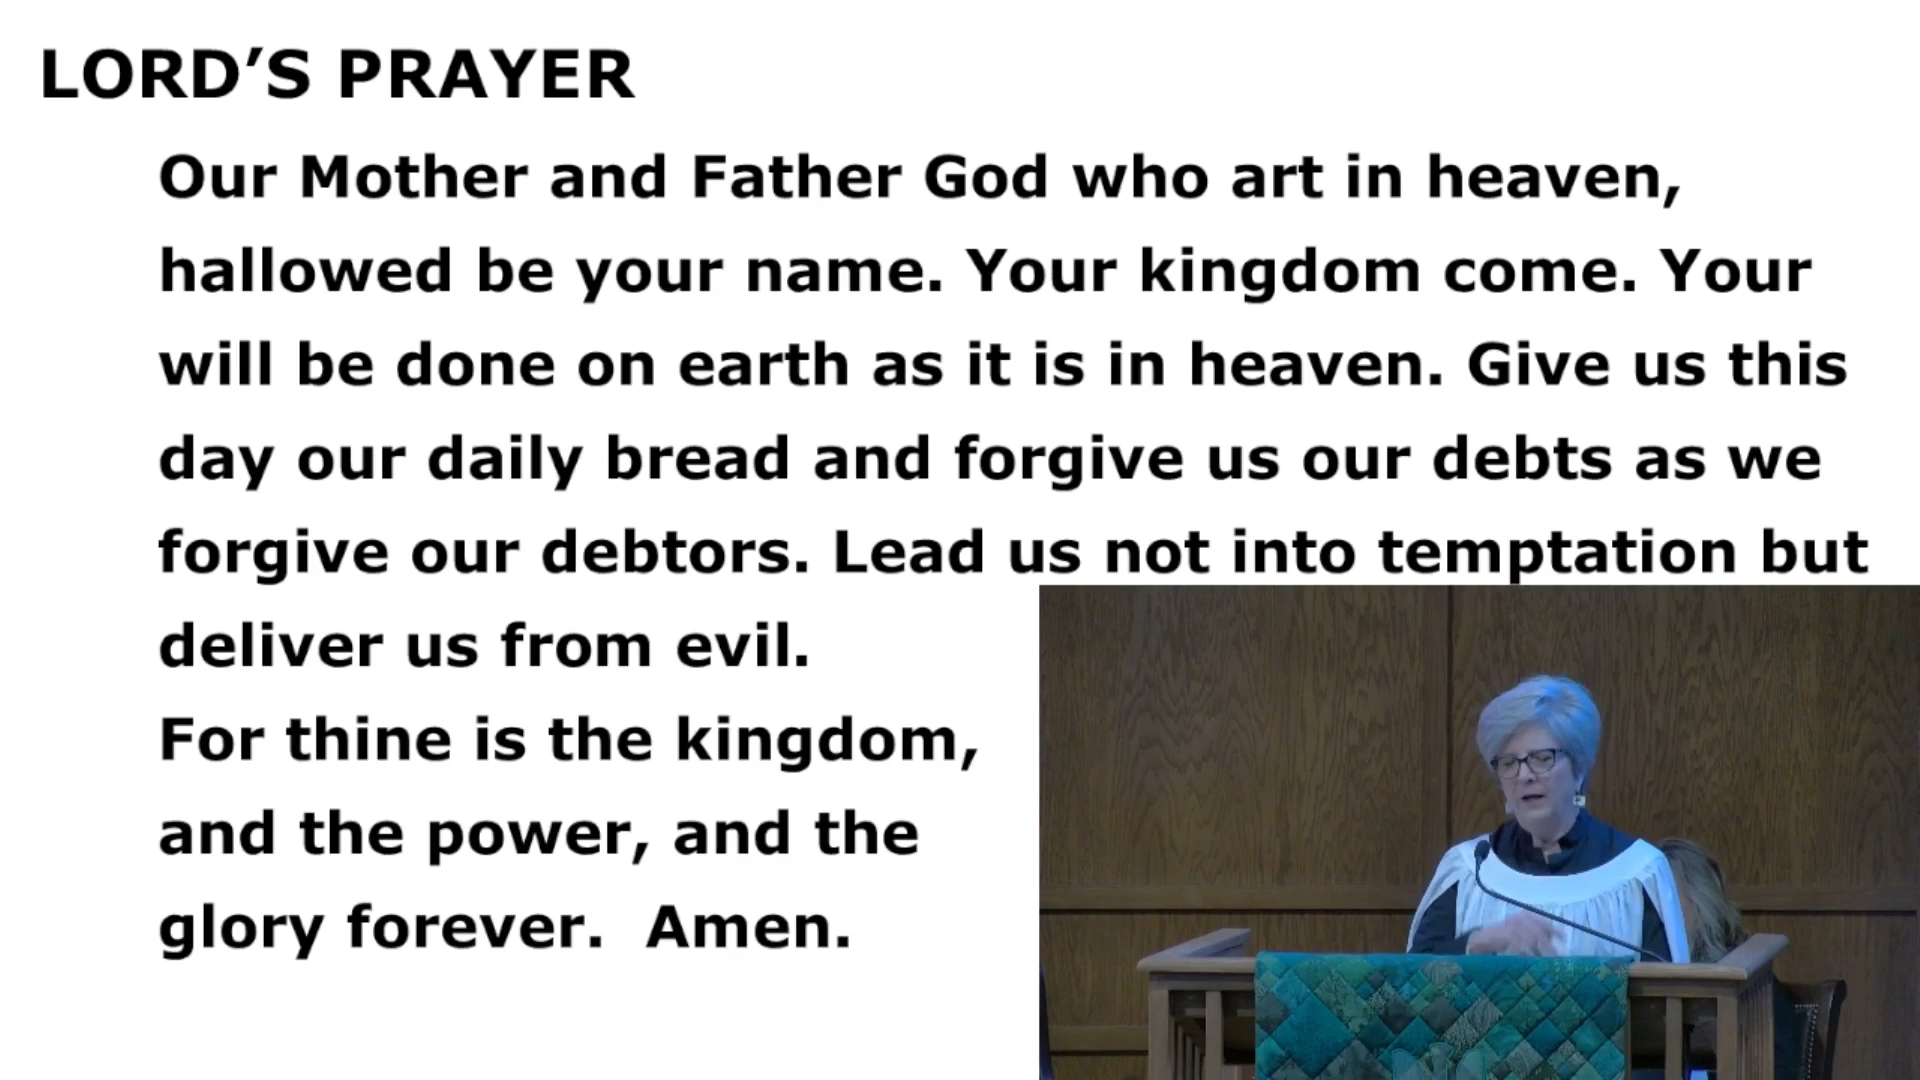 LORD’S PRAYER
Our Mother and Father God who art in heaven,
hallowed be your name. Your kingdom come. Your
will be done on earth as it is in heaven. Give us this
day our daily bread and forgive us our debts as we
forgive our debtors. Lead us not into temptation but
deliver us from evil.
For thine is the kingdom,
and the power, and the
glory forever.  Amen.